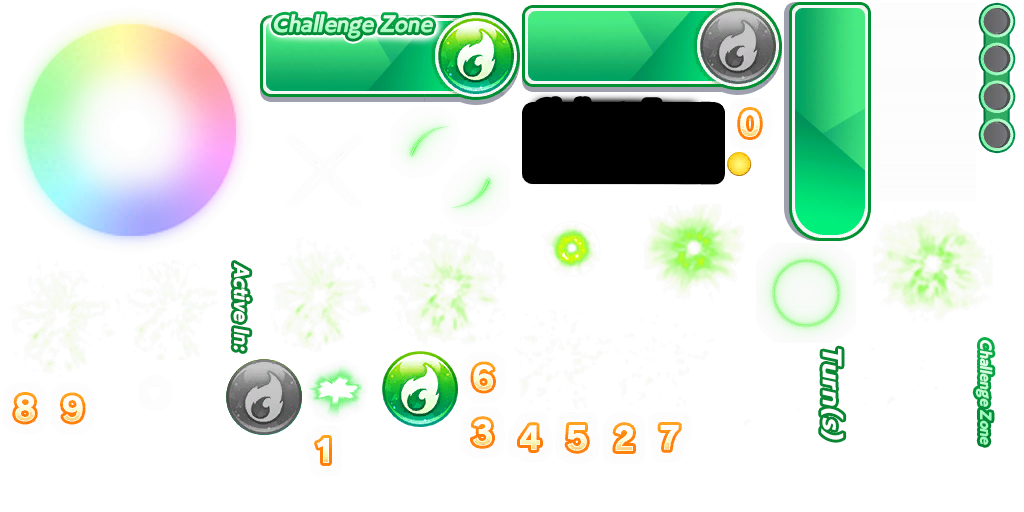 Challenge Zone
0
Active In:
Turn(s)
Challenge Zone
8 9
6
1
3 4 5 2 7